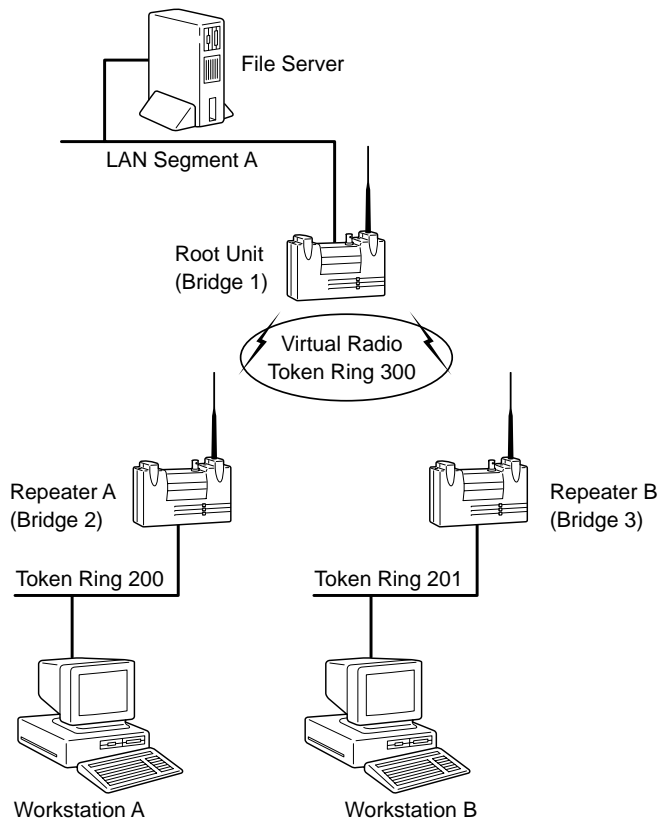 File Server
LAN Segment A
Root Unit
(Bridge 1)
Virtual Radio
Token Ring 300
Repeater A
(Bridge 2)
Repeater B
(Bridge 3)
Token Ring 200
Token Ring 201
Workstation A
Workstation B